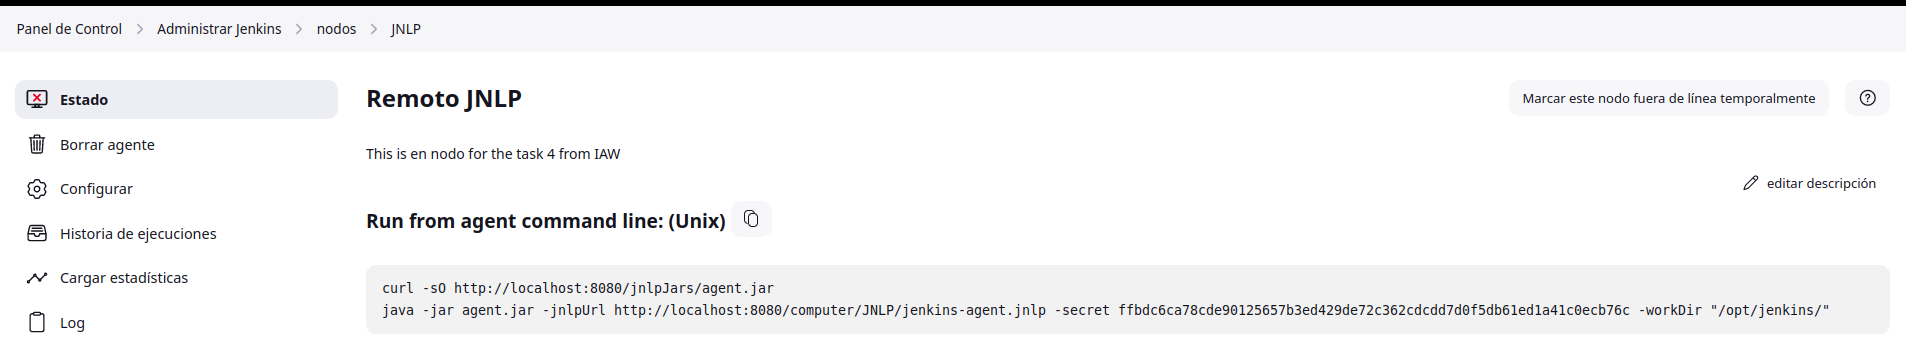 Panel de Control > Administrar Jenkins > nodos > JNLP
Estado
Borrar agente
Configurar
Historia de ejecuciones
Cargar estadísticas
Log
Remoto JNLP
Marcar este nodo fuera de línea temporalmente
This is en nodo for the task 4 from IAW
editar descripción
Run from agent command line: (Unix)
curl -sO http://localhost:8080/jnlpJars/agent.jar
java -jar agent.jar -jnlpUrl http://localhost:8080/computer/JNLP/jenkins-agent.jnlp -secret ffbdc6ca78cde90125657b3ed429de72c362cdcdd7d0f5db61ed1a41c0ecb76c -workDir "/opt/jenkins/"